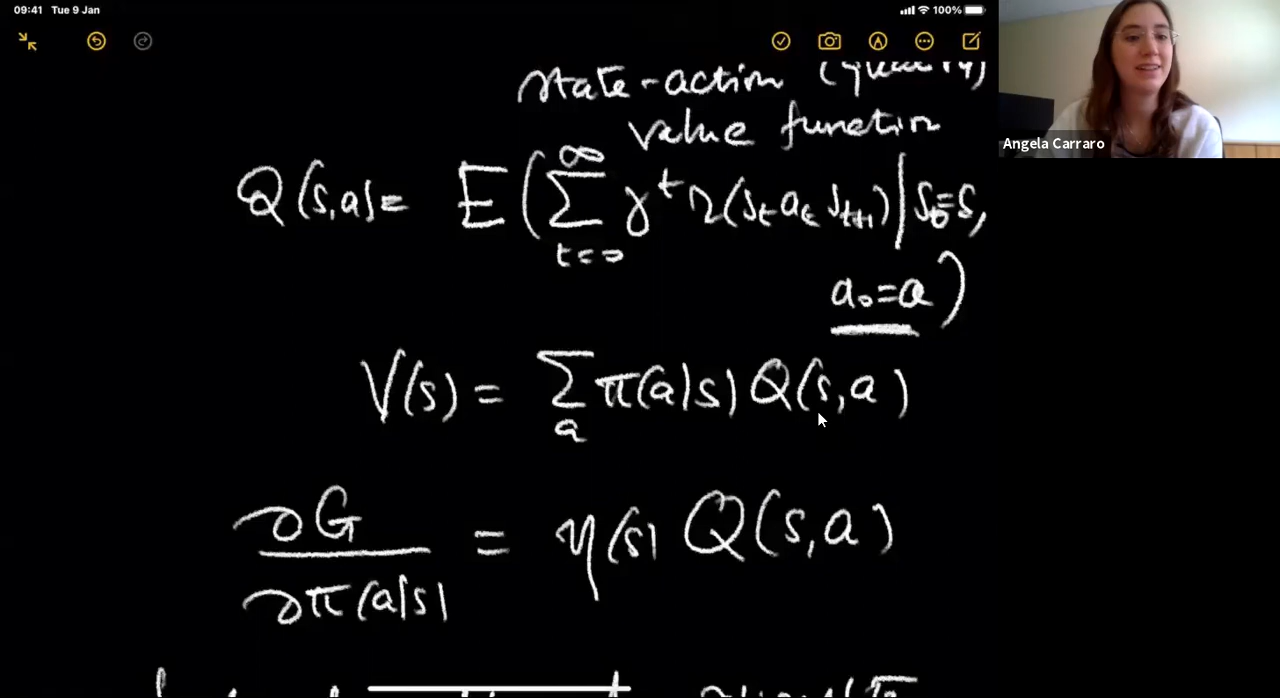 09:41 Tue 9 Jan
100%
Angela Carraro
state-action (quality)
value function
Q(s,a) = E(∑_{t=0}^{∞} γ^t r(s_t a_t s_{t+1}) | s_0=s,
a_0=a)
V(s) = ∑_a π(a|s) Q(s,a)
∂G/∂π(a|s) = η(s) Q(s,a)